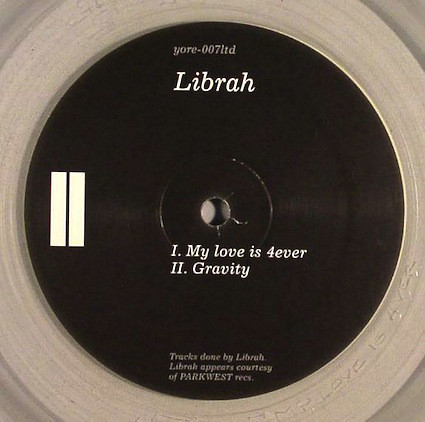 yore-007ltd
Librah
II
I. My love is 4ever
II. Gravity
Tracks done by Librah.
Librah appears courtesy
of PARKWEST recs.